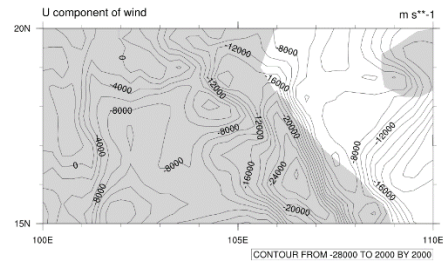 U component of wind m s**-1
20N
0 -12000 -8000
-4000 -12000 -16000
-8000 -12000 -20000
-8000
-4000 -8000
0 -8000 -16000 -24000
-8000 -20000 -16000
15N
100E 105E 110E
-12000
CONTOUR FROM -28000 TO 2000 BY 2000